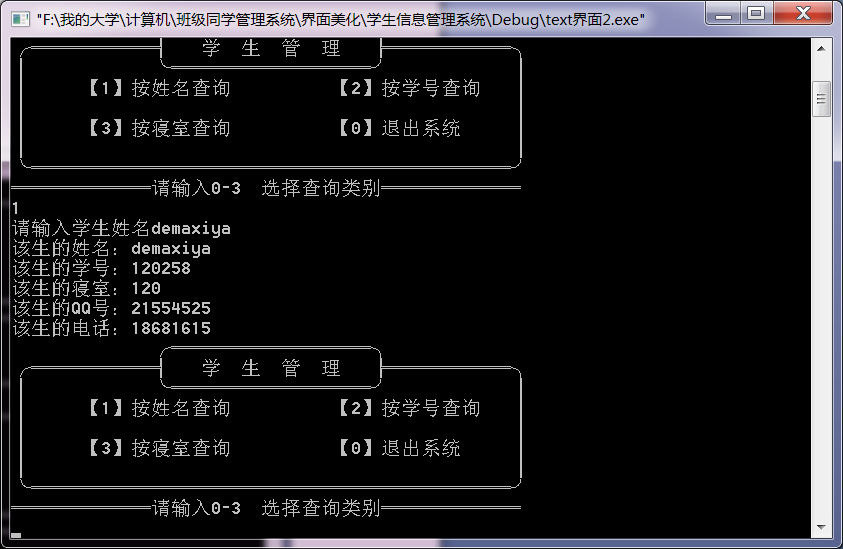 "F:\我的大学\计算机\班级同学管理系统\界面美化\学生信息管理系统\Debug\text界面2.exe"
学 生 管 理
【1】按姓名查询 【2】按学号查询
【3】按寝室查询 【0】退出系统
请输入0-3 选择查询类别
1
请输入学生姓名demaxiya
该生的姓名：demaxiya
该生的学号：120258
该生的寝室：120
该生的QQ号：21554525
该生的电话：18681615
学 生 管 理
【1】按姓名查询 【2】按学号查询
【3】按寝室查询 【0】退出系统
请输入0-3 选择查询类别